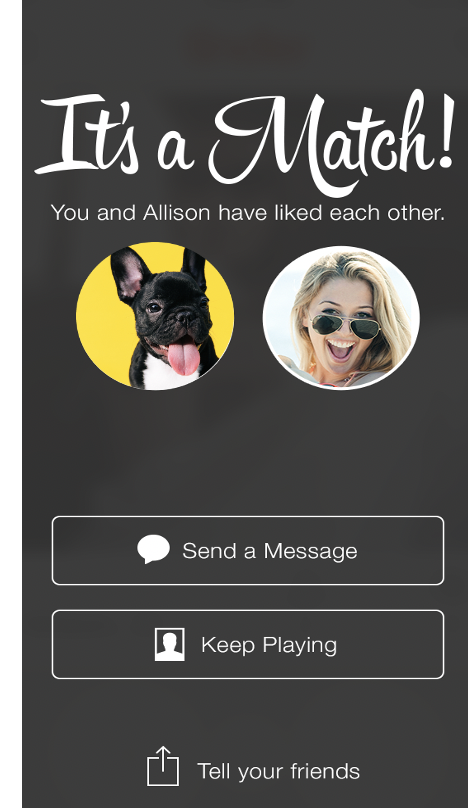 It's a Match!
You and Allison have liked each other.
Send a Message
Keep Playing
Tell your friends